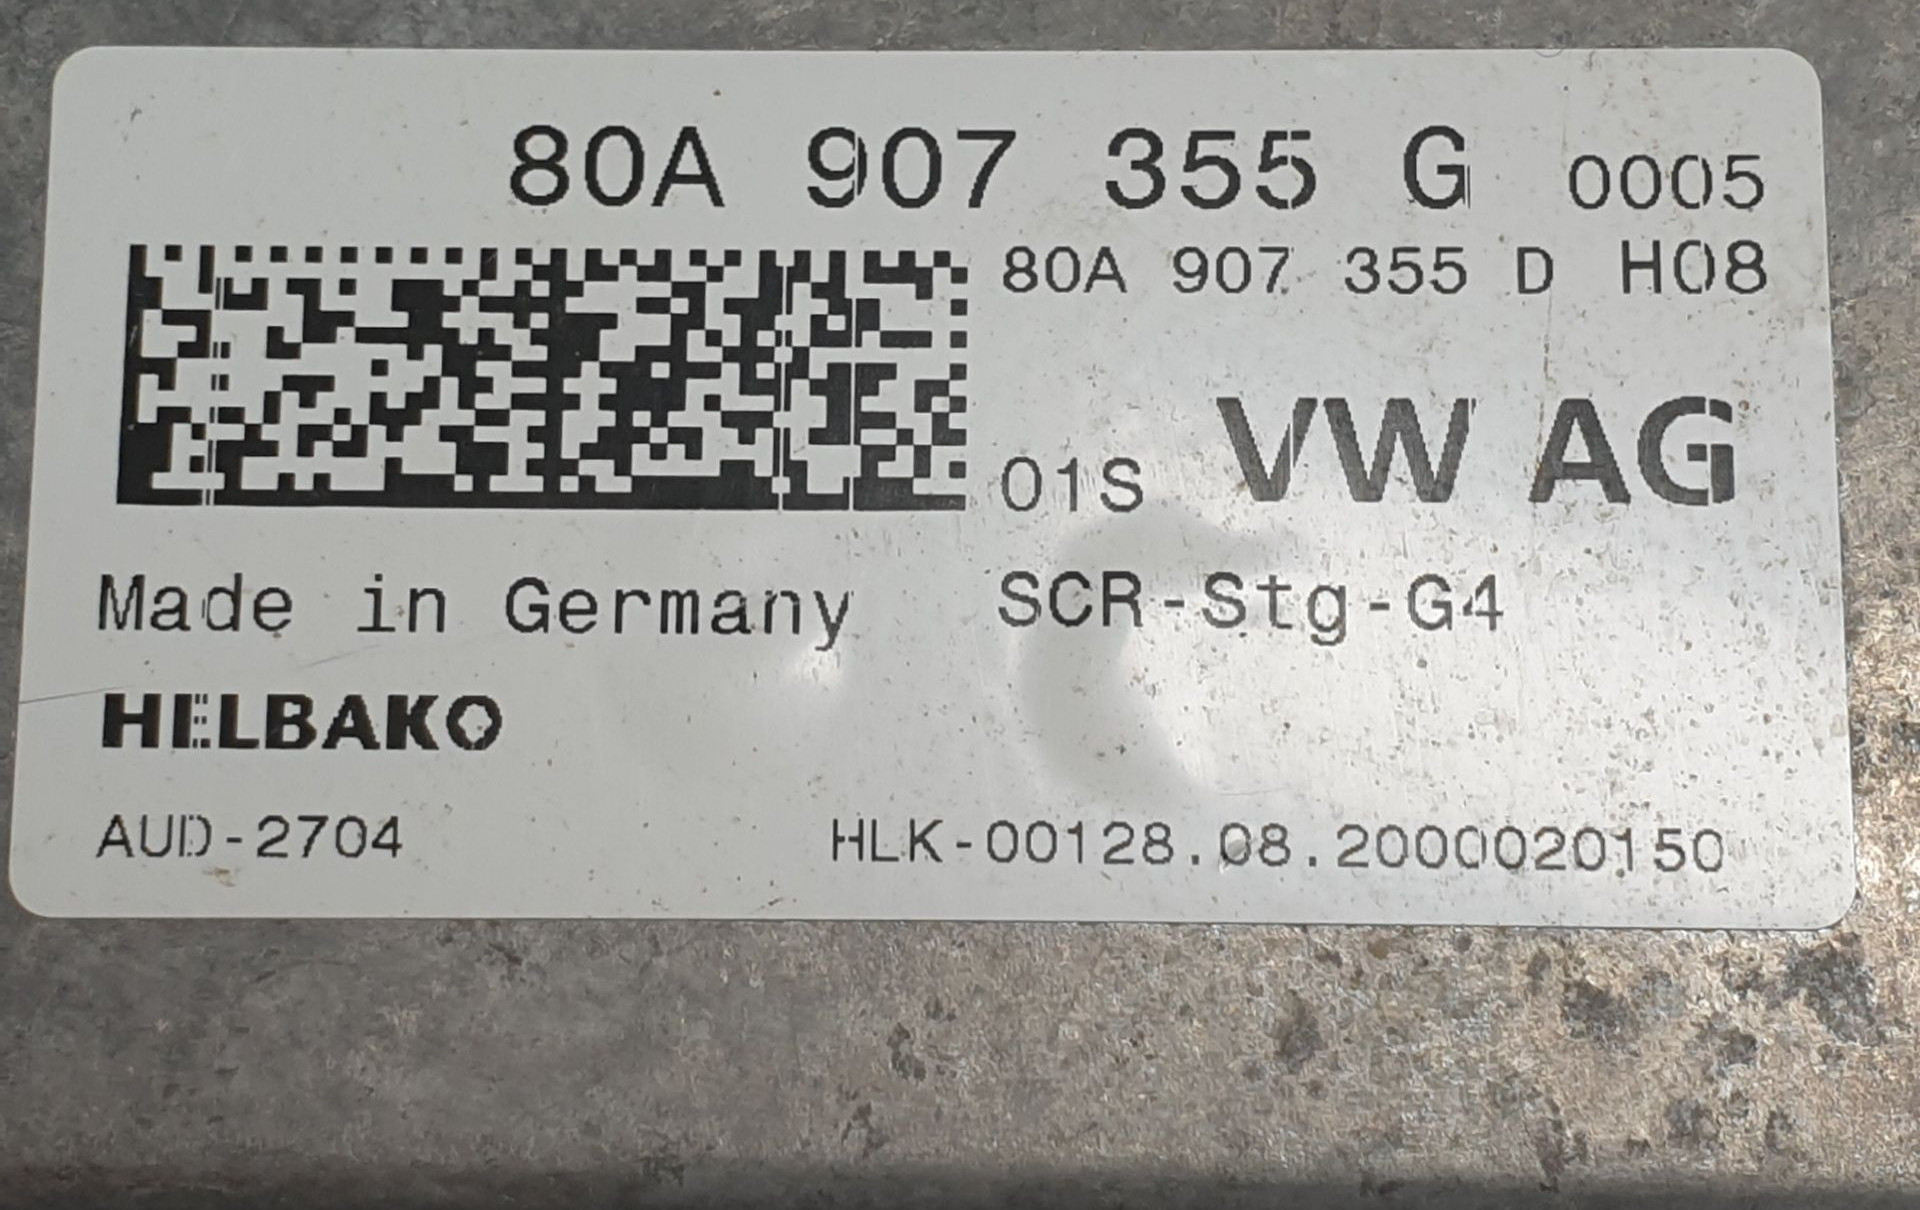 80A 907 355 G 0005
80A 907 355 D H08
01S VW AG
Made in Germany SCR-Stg-G4
HELBAKO
AUD-2704 HLK-00128.08.2000020150